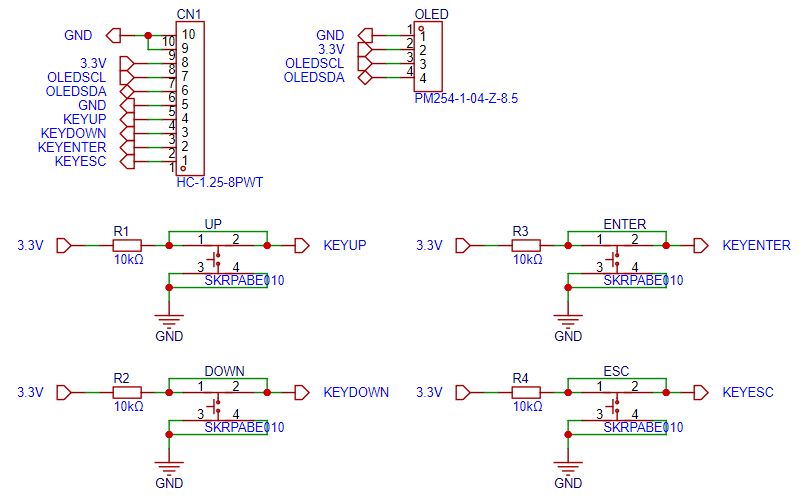 CN1
GND
10
10
9
3.3V
9
8
OLEDSCL
8
7
OLEDSDA
7
6
GND
6
5
KEYUP
5
4
KEYDOWN
4
3
KEYENTER
3
2
KEYESC
2
1
1
HC-1.25-8PWT
OLED
GND
1
1
3.3V
2
2
OLEDSCL
3
3
OLEDSDA
4
4
PM254-1-04-Z-8.5
UP
3.3V
R1
10kΩ
1 2
KEYUP
3 4
SKRPABE010
GND
ENTER
3.3V
R3
10kΩ
1 2
KEYENTER
3 4
SKRPABE010
GND
DOWN
3.3V
R2
10kΩ
1 2
KEYDOWN
3 4
SKRPABE010
GND
ESC
3.3V
R4
10kΩ
1 2
KEYESC
3 4
SKRPABE010
GND